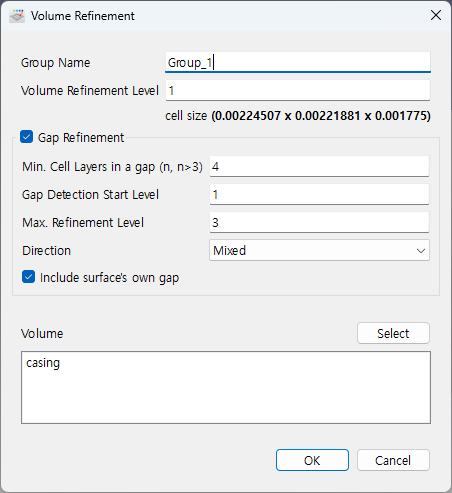 Volume Refinement
Group Name Group_1
Volume Refinement Level 1
cell size (0.00224507 x 0.00221881 x 0.001775)
Gap Refinement
Min. Cell Layers in a gap (n, n>3) 4
Gap Detection Start Level 1
Max. Refinement Level 3
Direction Mixed
Include surface's own gap
Volume Select
casing
OK Cancel